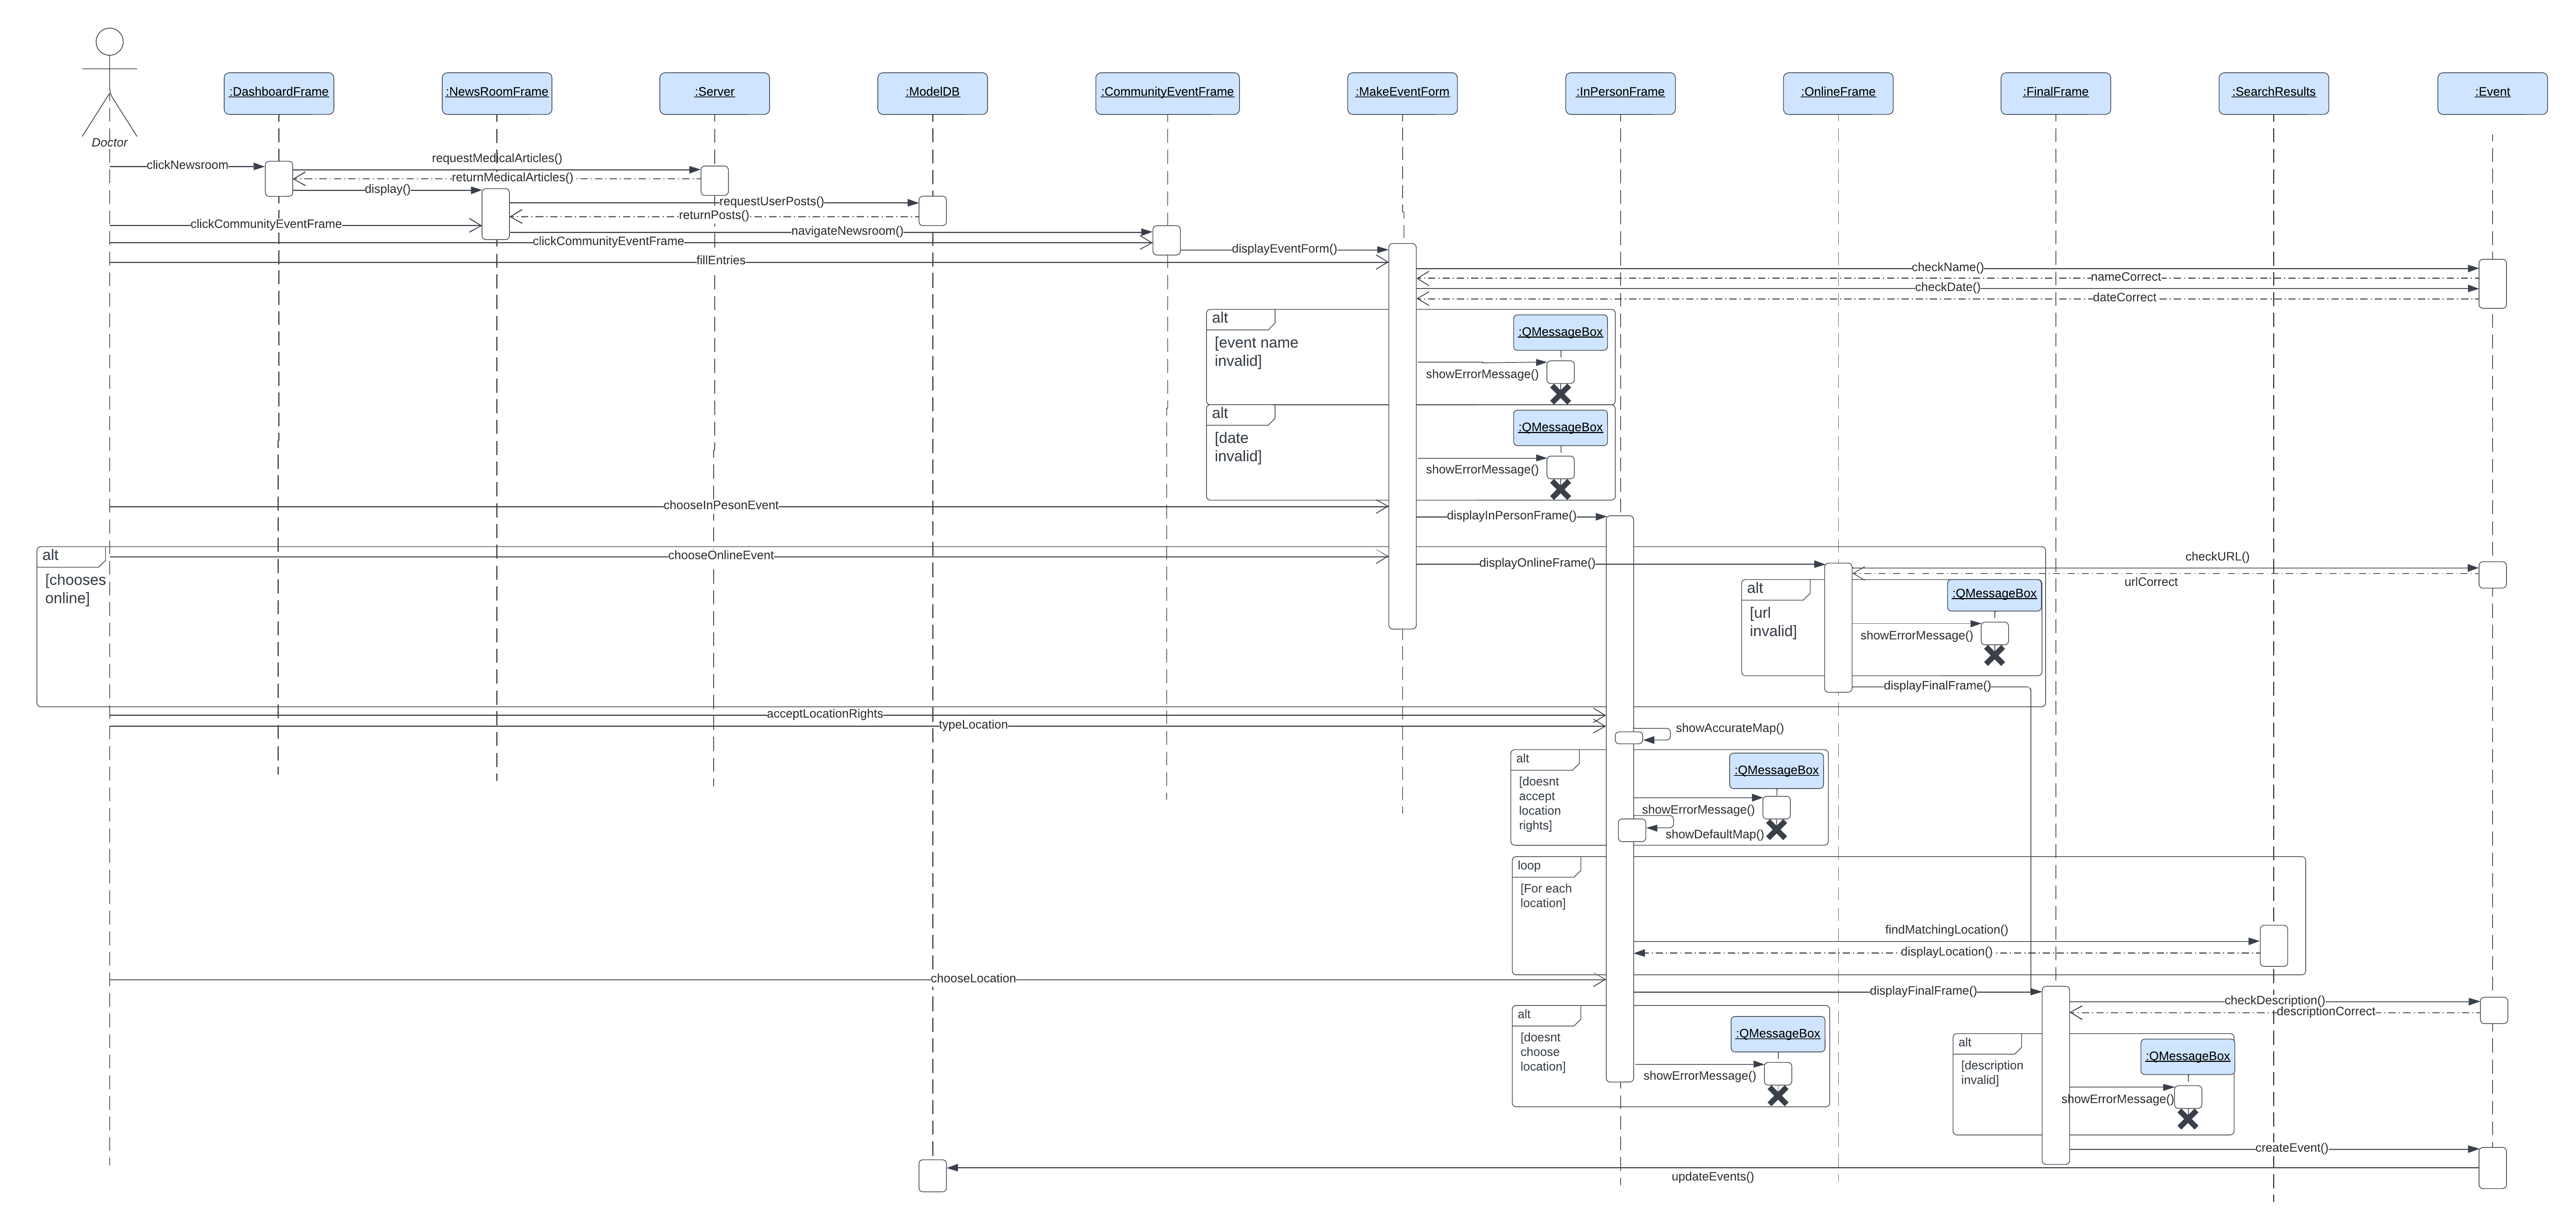 :DashboardFrame
:NewsRoomFrame
:Server
:ModelDB
:CommunityEventFrame
:MakeEventForm
:InPersonFrame
:OnlineFrame
:FinalFrame
:SearchResults
:Event
Doctor
clickNewsroom
requestMedicalArticles()
returnMedicalArticles()
display()
requestUserPosts()
returnPosts()
clickCommunityEventFrame
navigateNewsroom()
clickCommunityEventFrame
displayEventForm()
fillEntries
checkName()
nameCorrect
checkDate()
dateCorrect
alt
[event name
invalid]
:QMessageBox
showErrorMessage()
alt
[date
invalid]
:QMessageBox
showErrorMessage()
chooseInPesonEvent
displayInPersonFrame()
alt
[chooses
online]
chooseOnlineEvent
displayOnlineFrame()
checkURL()
urlCorrect
alt
[url
invalid]
:QMessageBox
showErrorMessage()
displayFinalFrame()
acceptLocationRights
typeLocation
showAccurateMap()
alt
[doesnt
accept
location
rights]
:QMessageBox
showErrorMessage()
showDefaultMap()
loop
[For each
location]
findMatchingLocation()
displayLocation()
chooseLocation
displayFinalFrame()
checkDescription()
descriptionCorrect
alt
[doesnt
choose
location]
:QMessageBox
showErrorMessage()
alt
[description
invalid]
:QMessageBox
showErrorMessage()
createEvent()
updateEvents()